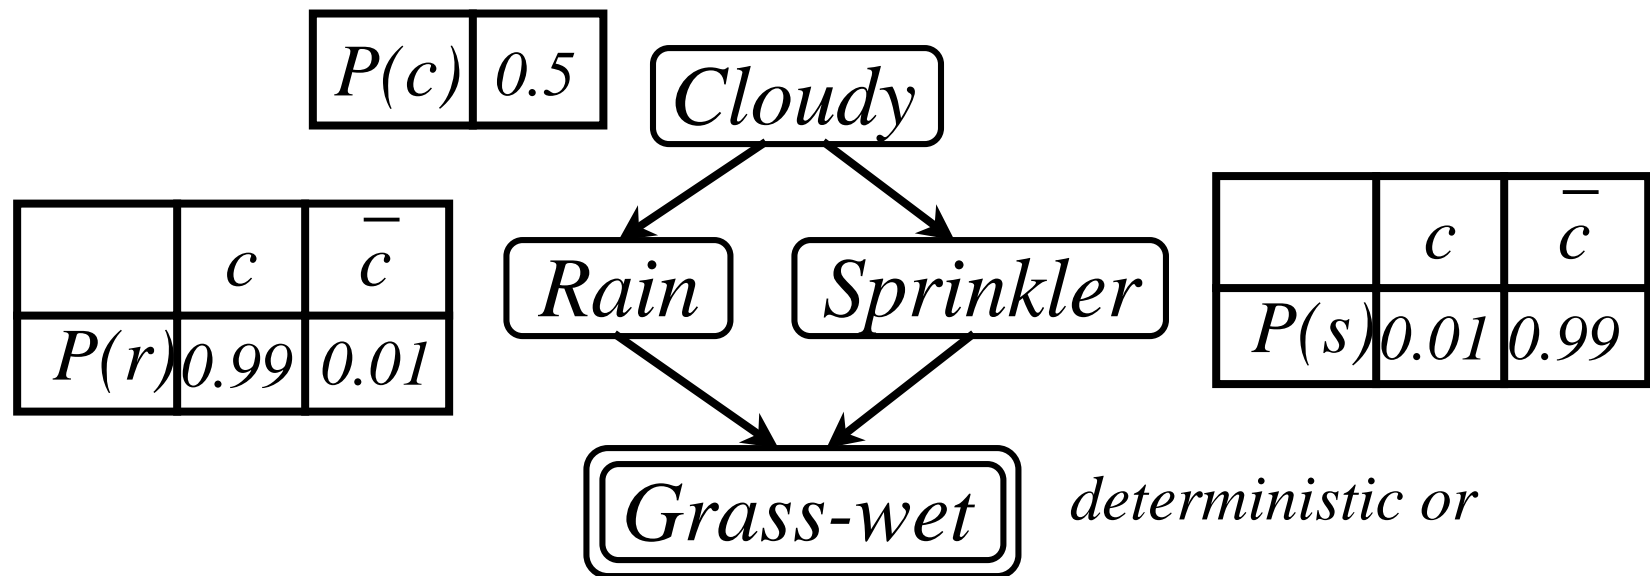 P(c) 0.5
Cloudy
c c̅
P(r) 0.99 0.01
Rain
Sprinkler
c c̅
P(s) 0.01 0.99
Grass-wet
deterministic or